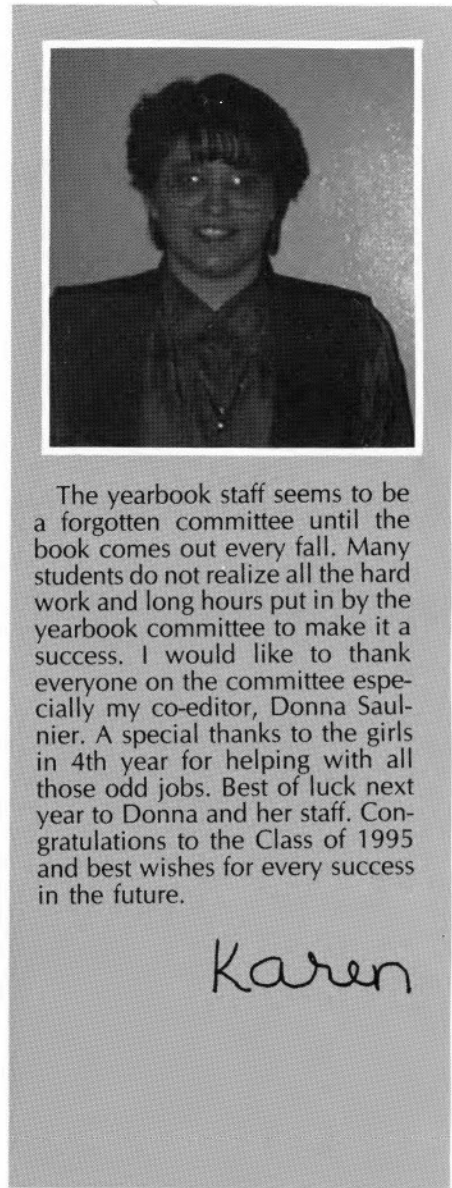 The yearbook staff seems to be
a forgotten committee until the
book comes out every fall. Many
students do not realize all the hard
work and long hours put in by the
yearbook committee to make it a
success. I would like to thank
everyone on the committee espe-
cially my co-editor, Donna Saul-
nier. A special thanks to the girls
in 4th year for helping with all
those odd jobs. Best of luck next
year to Donna and her staff. Con-
gratulations to the Class of 1995
and best wishes for every success
in the future.
Karen